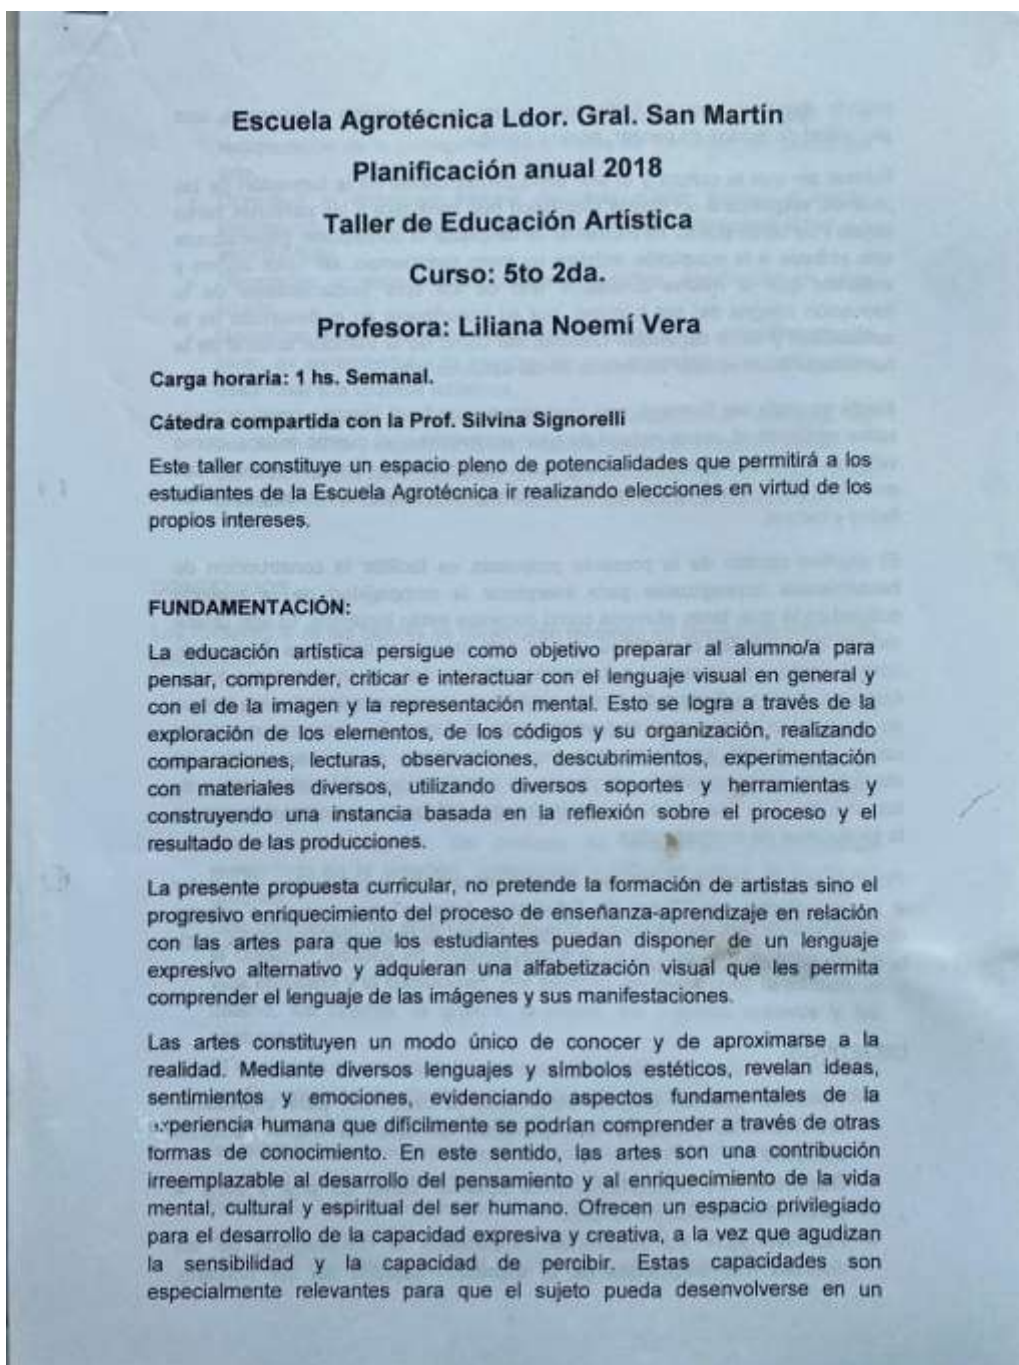 Escuela Agrotécnica Ldor. Gral. San Martín
Planificación anual 2018
Taller de Educación Artística
Curso: 5to 2da.
Profesora: Liliana Noemí Vera
Carga horaria: 1 hs. Semanal.
Cátedra compartida con la Prof. Silvina Signorelli
Este taller constituye un espacio pleno de potencialidades que permitirá a los
estudiantes de la Escuela Agrotécnica ir realizando elecciones en virtud de los
propios intereses.
FUNDAMENTACIÓN:
La educación artística persigue como objetivo preparar al alumno/a para
pensar, comprender, criticar e interactuar con el lenguaje visual en general y
con el de la imagen y la representación mental. Esto se logra a través de la
exploración de los elementos, de los códigos y su organización, realizando
comparaciones, lecturas, observaciones, descubrimientos, experimentación
con materiales diversos, utilizando diversos soportes y herramientas y
construyendo una instancia basada en la reflexión sobre el proceso y el
resultado de las producciones.
La presente propuesta curricular, no pretende la formación de artistas sino el
progresivo enriquecimiento del proceso de enseñanza-aprendizaje en relación
con las artes para que los estudiantes puedan disponer de un lenguaje
expresivo alternativo y adquieran una alfabetización visual que les permita
comprender el lenguaje de las imágenes y sus manifestaciones.
Las artes constituyen un modo único de conocer y de aproximarse a la
realidad. Mediante diversos lenguajes y símbolos estéticos, revelan ideas,
sentimientos y emociones, evidenciando aspectos fundamentales de la
experiencia humana que difícilmente se podrían comprender a través de otras
formas de conocimiento. En este sentido, las artes son una contribución
irreemplazable al desarrollo del pensamiento y al enriquecimiento de la vida
mental, cultural y espiritual del ser humano. Ofrecen un espacio privilegiado
para el desarrollo de la capacidad expresiva y creativa, a la vez que agudizan
la sensibilidad y la capacidad de percibir. Estas capacidades son
especialmente relevantes para que el sujeto pueda desenvolverse en un